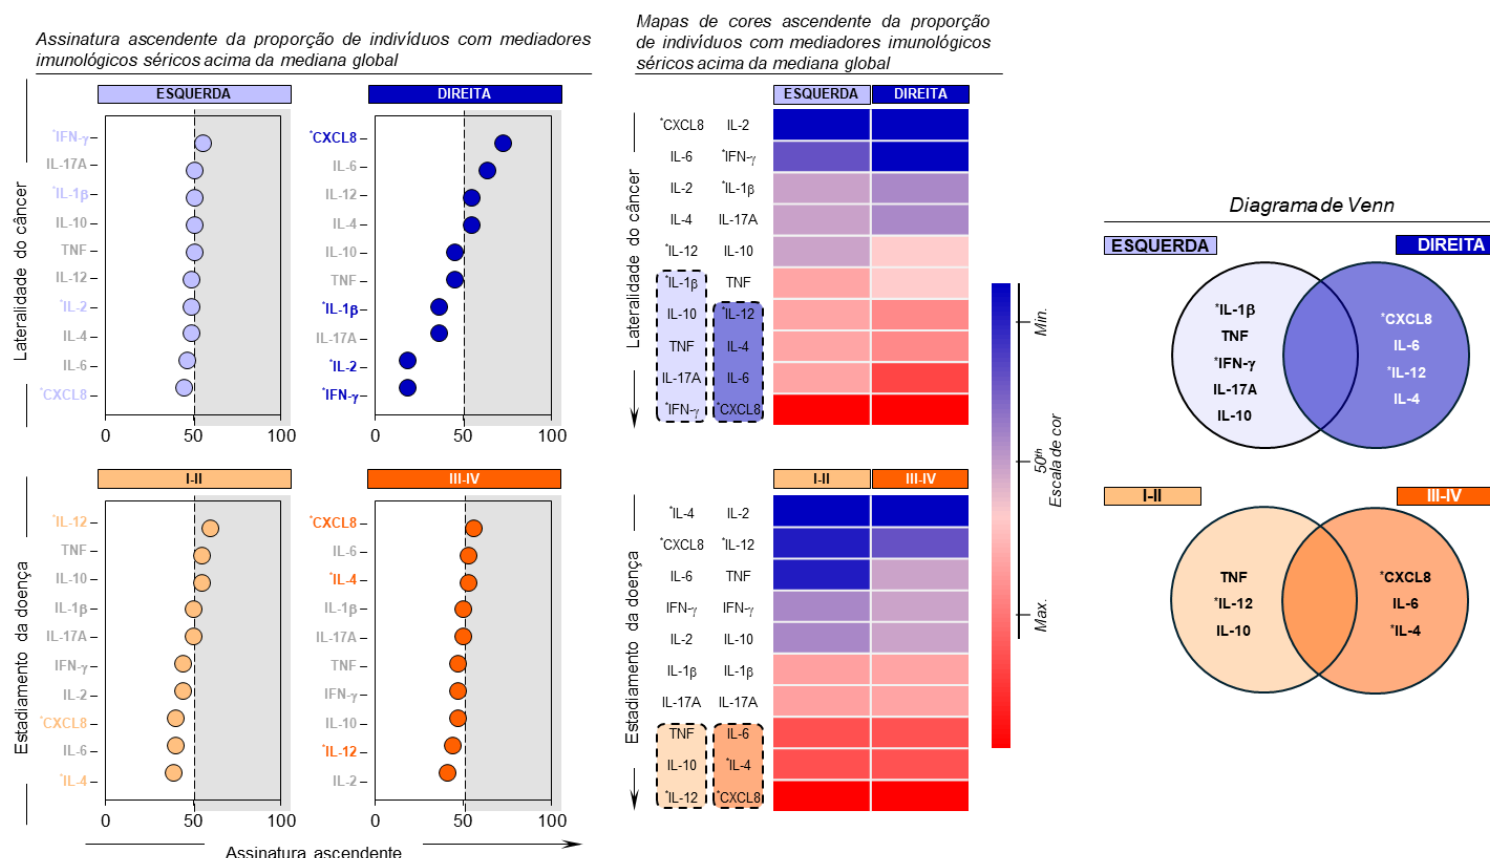 Assinatura ascendente da proporção de indivíduos com mediadores
imunológicos séricos acima da mediana global
Lateralidade do câncer
ESQUERDA
*IFN-γ
IL-17A
*IL-1β
IL-10
TNF
IL-12
*IL-2
IL-4
IL-6
*CXCL8
0 50 100
DIREITA
*CXCL8
IL-6
IL-12
IL-4
IL-10
TNF
*IL-1β
IL-17A
*IL-2
*IFN-γ
0 50 100
Estadiamento da doença
I-II
*IL-12
TNF
IL-10
IL-1β
IL-17A
IFN-γ
IL-2
*CXCL8
IL-6
*IL-4
0 50 100
III-IV
*CXCL8
IL-6
*IL-4
IL-1β
IL-17A
TNF
IFN-γ
IL-10
*IL-12
IL-2
0 50 100
Assinatura ascendente
Mapas de cores ascendente da proporção
de indivíduos com mediadores imunológicos
séricos acima da mediana global
Lateralidade do câncer
ESQUERDA DIREITA
*CXCL8 IL-2
IL-6 *IFN-γ
IL-2 *IL-1β
IL-4 IL-17A
*IL-12 IL-10
*IL-1β TNF
IL-10 *IL-12
TNF IL-4
IL-17A IL-6
*IFN-γ *CXCL8
Estadiamento da doença
I-II III-IV
*IL-4 IL-2
*CXCL8 *IL-12
IL-6 TNF
IFN-γ IFN-γ
IL-2 IL-10
IL-1β IL-1β
IL-17A IL-17A
TNF IL-6
IL-10 *IL-4
*IL-12 *CXCL8
Min.
50th
Max.
Escala de cor
Diagrama de Venn
ESQUERDA DIREITA
*IL-1β
TNF
*IFN-γ
IL-17A
IL-10
*CXCL8
IL-6
*IL-12
IL-4
I-II III-IV
TNF
*IL-12
IL-10
*CXCL8
IL-6
*IL-4